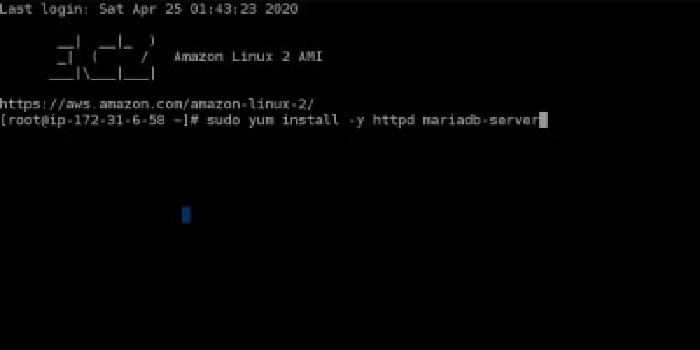 Last login: Sat Apr 25 01:43:23 2020
__|  __|_  )
_|  (     /   Amazon Linux 2 AMI
___|\___|___|
https://aws.amazon.com/amazon-linux-2/
[root@ip-172-31-6-58 ~]# sudo yum install -y httpd mariadb-server